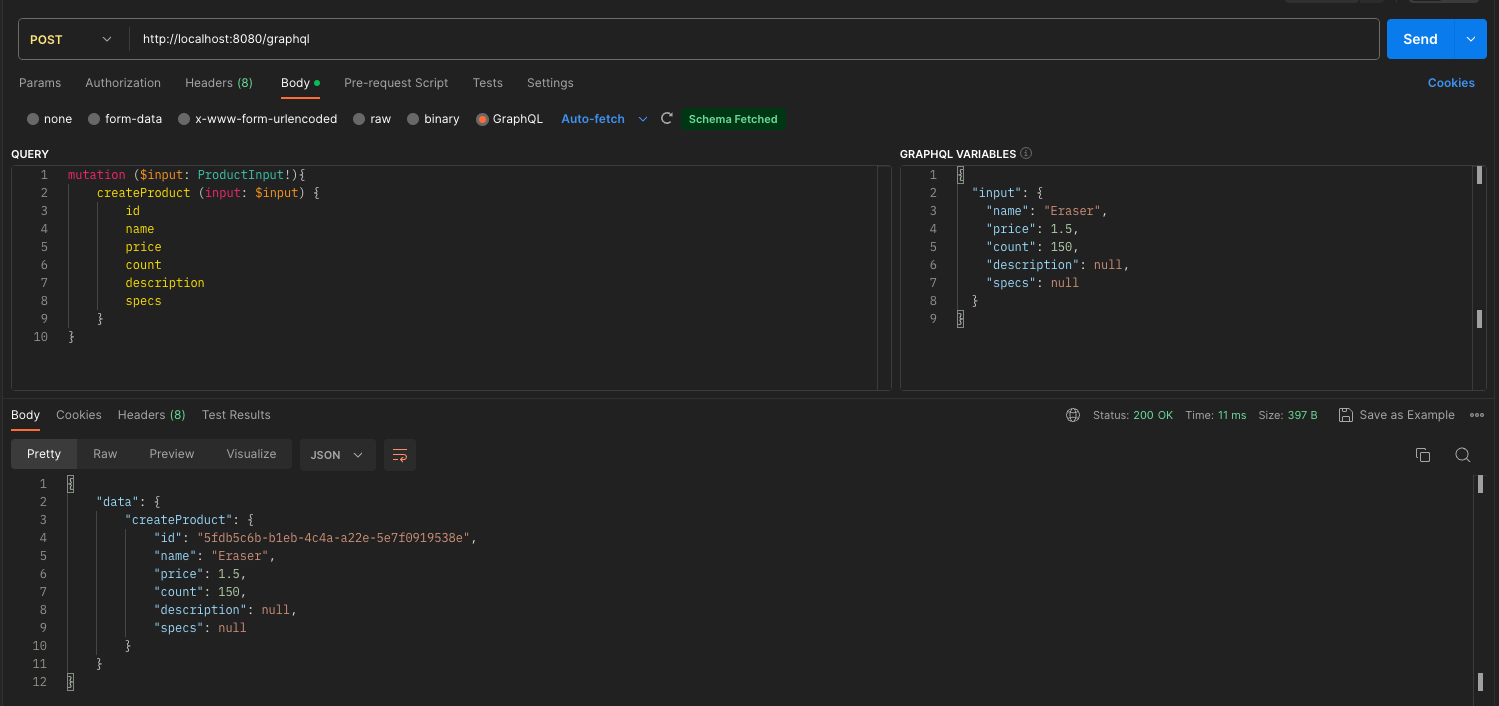 POST http://localhost:8080/graphql Send
Params Authorization Headers (8) Body Pre-request Script Tests Settings Cookies
none form-data x-www-form-urlencoded raw binary GraphQL Auto-fetch Schema Fetched
QUERY
1 mutation ($input: ProductInput!){
2 createProduct (input: $input) {
3 id
4 name
5 price
6 count
7 description
8 specs
9 }
10 }
GRAPHQL VARIABLES
1 {
2 "input": {
3 "name": "Eraser",
4 "price": 1.5,
5 "count": 150,
6 "description": null,
7 "specs": null
8 }
9 }
Body Cookies Headers (8) Test Results Status: 200 OK Time: 11 ms Size: 397 B Save as Example
Pretty Raw Preview Visualize JSON
1 {
2 "data": {
3 "createProduct": {
4 "id": "5fdb5c6b-b1eb-4c4a-a22e-5e7f0919538e",
5 "name": "Eraser",
6 "price": 1.5,
7 "count": 150,
8 "description": null,
9 "specs": null
10 }
11 }
12 }